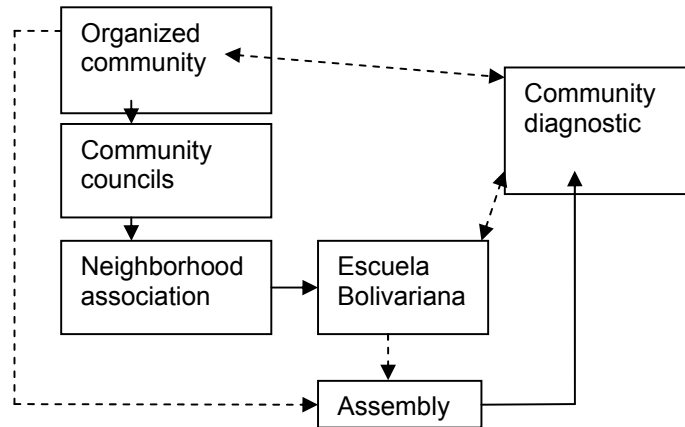 Organized
community
Community
diagnostic
Community
councils
Neighborhood
association
Escuela
Bolivariana
Assembly